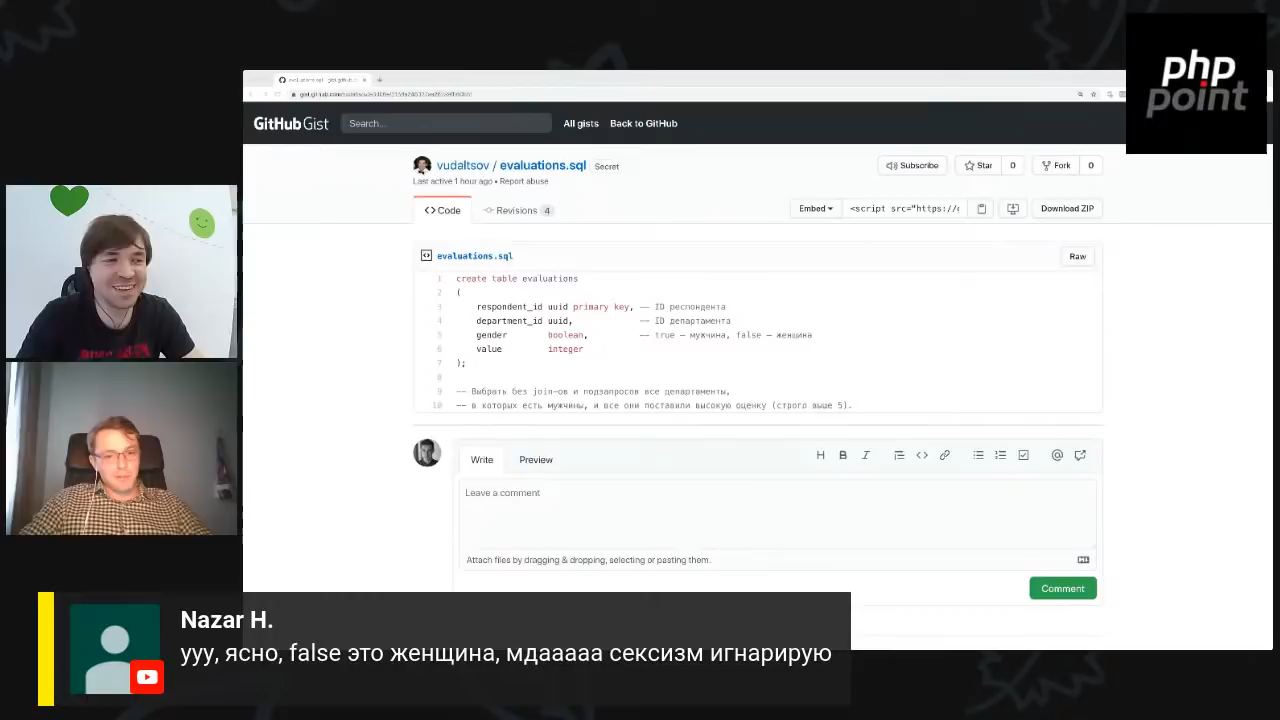 php
point
GitHub Gist
Search...
All gists
Back to GitHub
vudaltsov / evaluations.sql
Secret
Last active 1 hour ago • Report abuse
Subscribe
Star
0
Fork
0
Code
Revisions
4
Embed
<script src="https://
Download ZIP
evaluations.sql
Raw
1 create table evaluations
2 (
3 respondent_id uuid primary key, -- ID респондента
4 department_id uuid, -- ID департамента
5 gender boolean, -- true — мужчина, false — женщина
6 value integer
7 );
8
9 -- Выбрать без join-ов и подзапросов все департаменты,
10 -- в которых есть мужчины, и все они поставили высокую оценку (строго выше 5).
Write
Preview
Leave a comment
Attach files by dragging & dropping, selecting or pasting them.
Comment
Nazar H.
ууу, ясно, false это женщина, мдааааа сексизм игнарирую